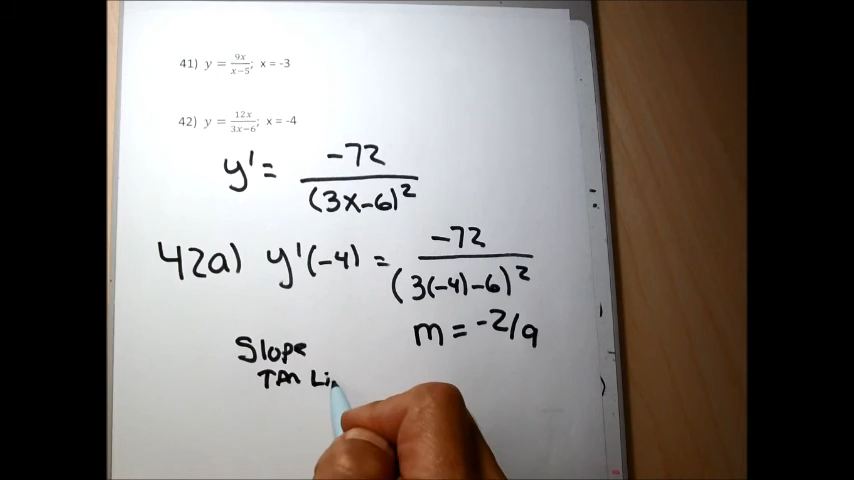 41) y = 9x/(x−5); x = -3
42) y = 12x/(3x−6); x = -4
y' = -72/(3x-6)²
42a) y'(-4) = -72/(3(-4)-6)²
m = -2/9
Slope
TAn Li